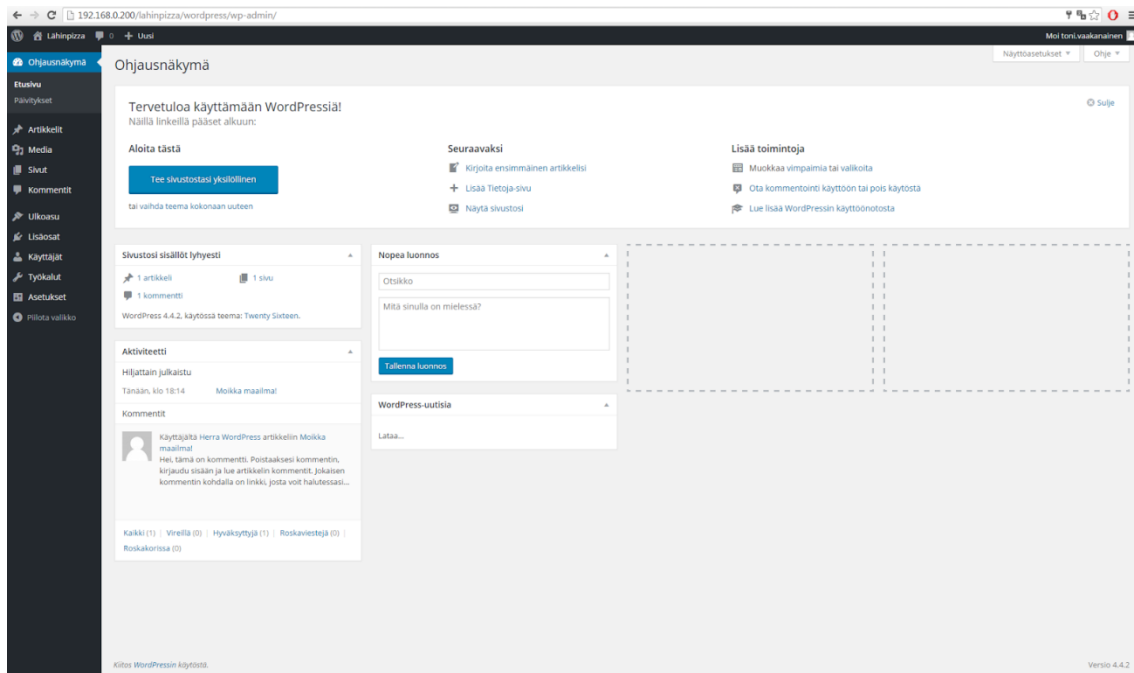 192.168.0.200/lahinpizza/wordpress/wp-admin/
Lähinpizza 0 + Uusi
Moi toni.vaakanainen
Ohjausnäkymä
Etusivu
Päivitykset
Artikkelit
Media
Sivut
Kommentit
Ulkoasu
Lisäosat
Käyttäjät
Työkalut
Asetukset
Piilota valikko
Näyttöasetukset
Ohje
Ohjausnäkymä
Tervetuloa käyttämään WordPressiä!
Näillä linkeillä pääset alkuun:
Sulje
Aloita tästä
Tee sivustostasi yksilöllinen
tai vaihda teema kokonaan uuteen
Seuraavaksi
Kirjoita ensimmäinen artikkelisi
Lisää Tietoja-sivu
Näytä sivustosi
Lisää toimintoja
Muokkaa vimpaimia tai valikoita
Ota kommentointi käyttöön tai pois käytöstä
Lue lisää WordPressin käyttöönotosta
Sivustosi sisällöt lyhyesti
1 artikkeli
1 sivu
1 kommentti
WordPress 4.4.2, käytössä teema: Twenty Sixteen.
Aktiviteetti
Hiljattain julkaistu
Tänään, klo 18:14 Moikka maailma!
Kommentit
Käyttäjältä Herra WordPress artikkeliin Moikka
maailma!
Hei, tämä on kommentti. Poistaaksesi kommentin,
kirjaudu sisään ja lue artikkelin kommentit. Jokaisen
kommentin kohdalla on linkki, josta voit halutessasi...
Kaikki (1) | Vireillä (0) | Hyväksyttyjä (1) | Roskaviestejä (0) |
Roskakorissa (0)
Nopea luonnos
Otsikko
Mitä sinulla on mielessä?
Tallenna luonnos
WordPress-uutisia
Lataa...
Kiitos WordPressin käytöstä.
Versio 4.4.2